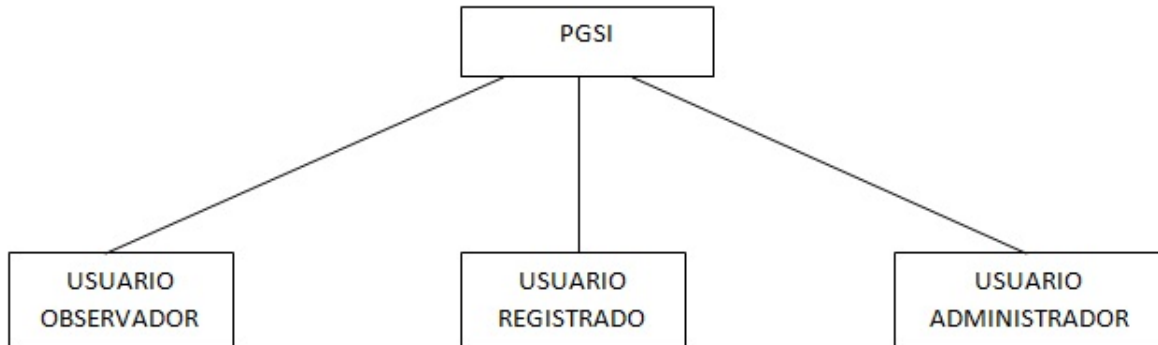 PGSI
USUARIO
OBSERVADOR
USUARIO
REGISTRADO
USUARIO
ADMINISTRADOR